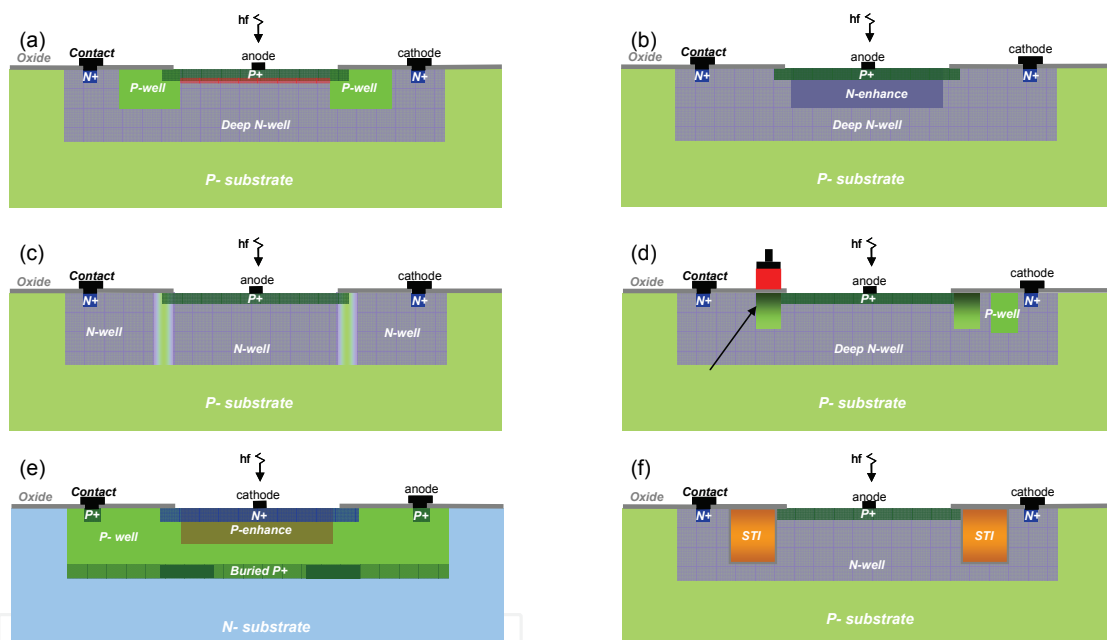 (a)
hf
Contact
anode
cathode
Oxide
N+
P+
N+
P-well
P-well
Deep N-well
P- substrate
(b)
hf
Contact
anode
cathode
Oxide
N+
P+
N+
N-enhance
Deep N-well
P- substrate
(c)
hf
Contact
anode
cathode
Oxide
N+
P+
N+
N-well
N-well
N-well
P- substrate
(d)
hf
Contact
anode
cathode
Oxide
N+
P+
N+
P-well
Deep N-well
P- substrate
(e)
hf
Contact
cathode
anode
Oxide
P+
N+
P+
P- well
P-enhance
Buried P+
N- substrate
(f)
hf
Contact
anode
cathode
Oxide
N+
P+
N+
STI
STI
N-well
P- substrate